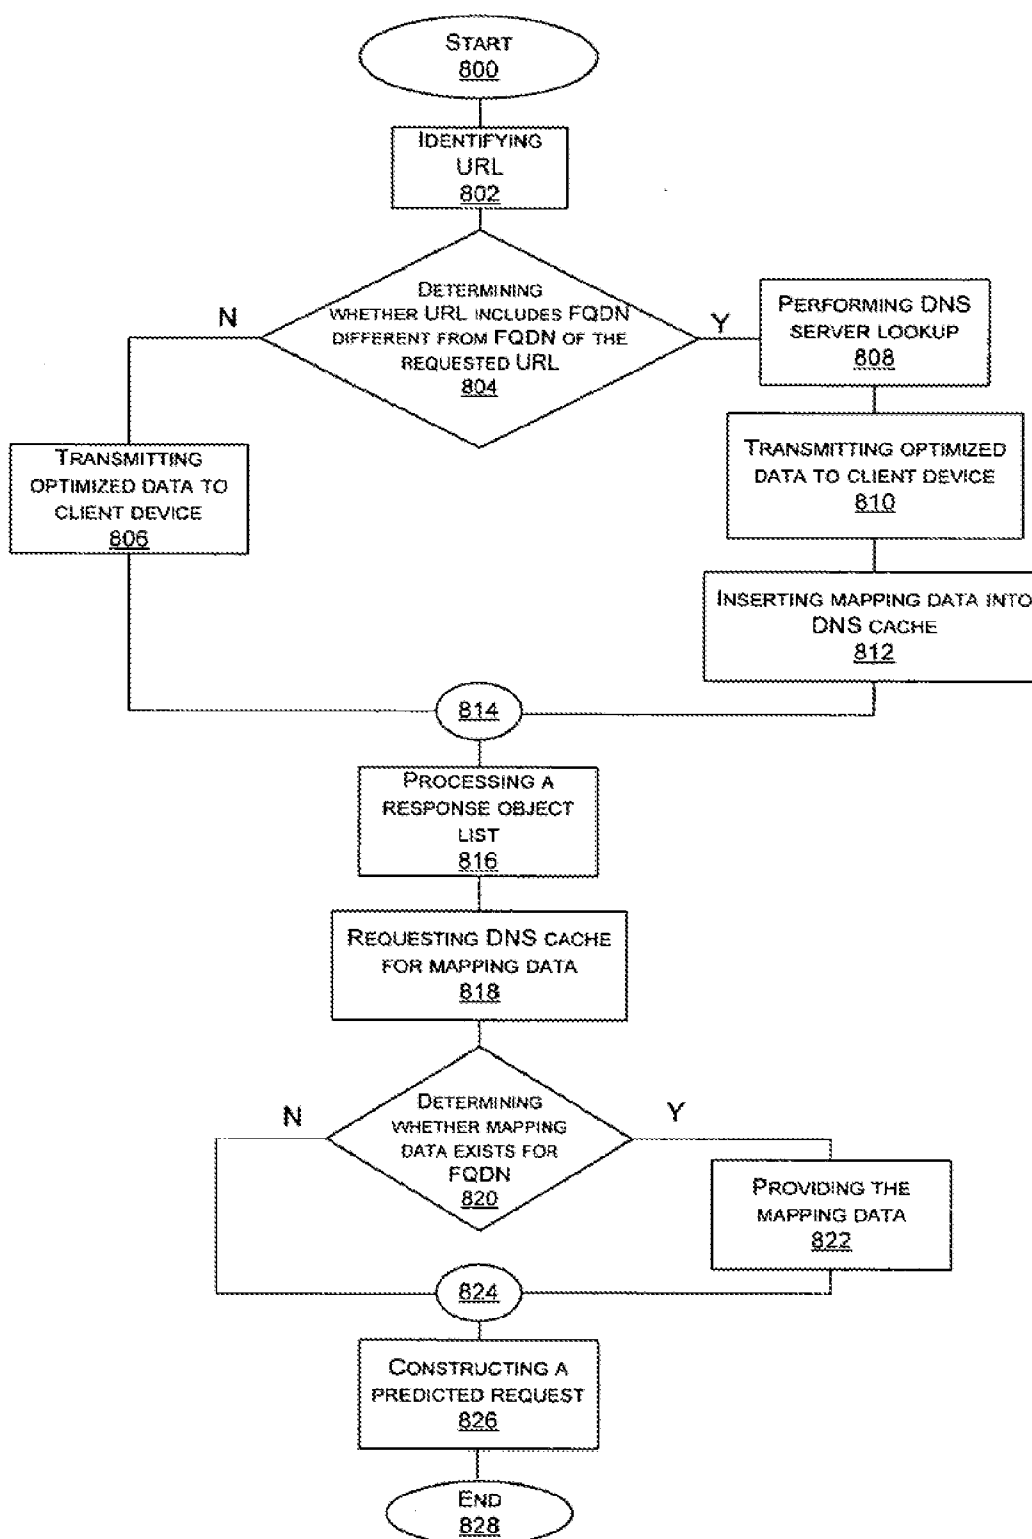 START
800
IDENTIFYING
URL
802
DETERMINING
WHETHER URL INCLUDES FQDN
DIFFERENT FROM FQDN OF THE
REQUESTED URL
804
N
Y
PERFORMING DNS
SERVER LOOKUP
808
TRANSMITTING
OPTIMIZED DATA TO
CLIENT DEVICE
806
TRANSMITTING OPTIMIZED
DATA TO CLIENT DEVICE
810
INSERTING MAPPING DATA INTO
DNS CACHE
812
814
PROCESSING A
RESPONSE OBJECT
LIST
816
REQUESTING DNS CACHE
FOR MAPPING DATA
818
DETERMINING
WHETHER MAPPING
DATA EXISTS FOR
FQDN
820
N
Y
PROVIDING THE
MAPPING DATA
822
824
CONSTRUCTING A
PREDICTED REQUEST
826
END
828